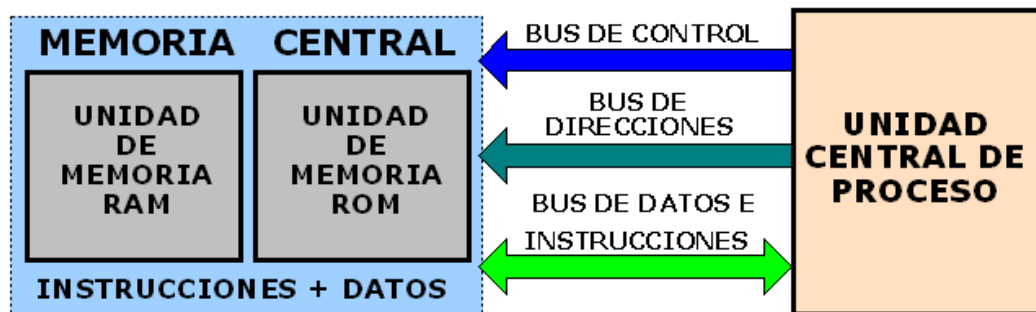 MEMORIA CENTRAL
UNIDAD
DE
MEMORIA
RAM
UNIDAD
DE
MEMORIA
ROM
INSTRUCCIONES + DATOS
BUS DE CONTROL
BUS DE
DIRECCIONES
BUS DE DATOS E
INSTRUCCIONES
UNIDAD
CENTRAL DE
PROCESO